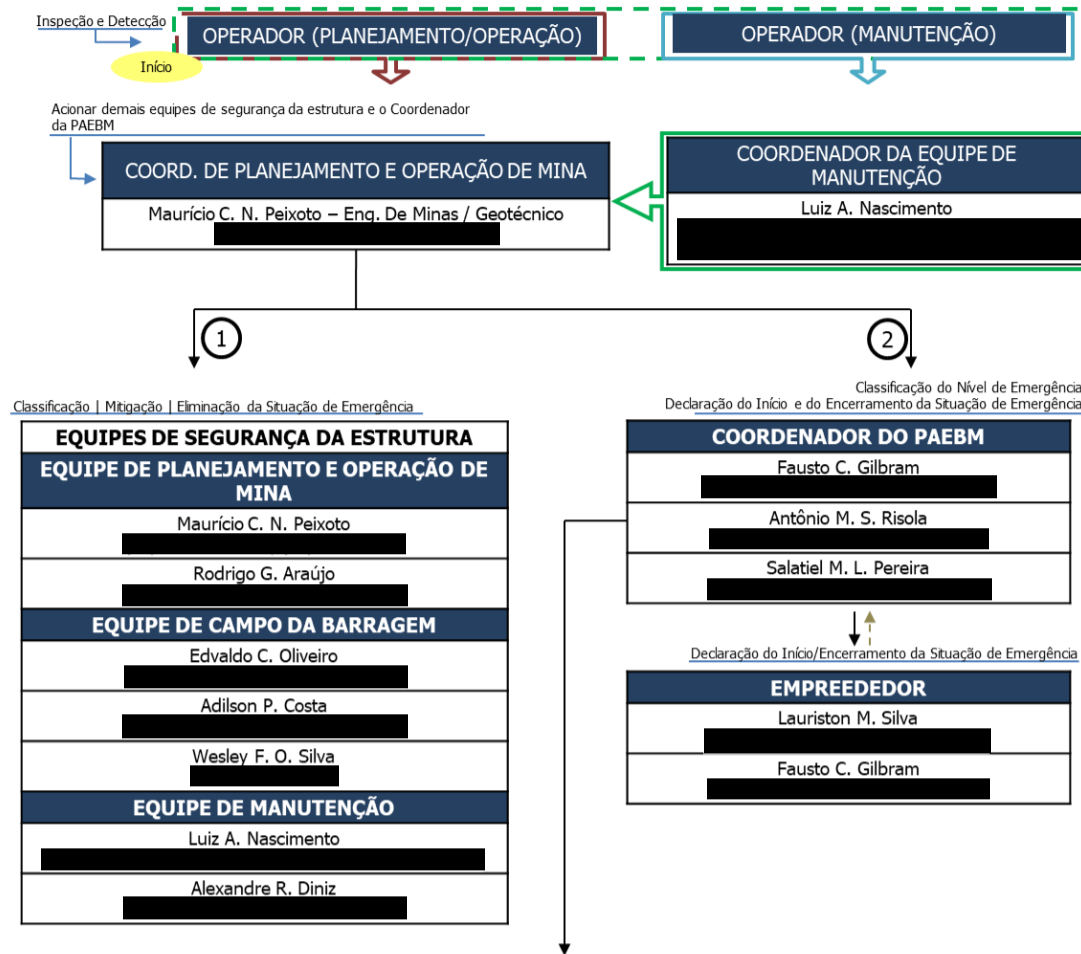 Inspeção e Detecção
Início
OPERADOR (PLANEJAMENTO/OPERAÇÃO)
OPERADOR (MANUTENÇÃO)
Acionar demais equipes de segurança da estrutura e o Coordenador
da PAEBM
COORD. DE PLANEJAMENTO E OPERAÇÃO DE MINA
Maurício C. N. Peixoto – Eng. De Minas / Geotécnico
COORDENADOR DA EQUIPE DE
MANUTENÇÃO
Luiz A. Nascimento
1
2
Classificação | Mitigação | Eliminação da Situação de Emergência
EQUIPES DE SEGURANÇA DA ESTRUTURA
EQUIPE DE PLANEJAMENTO E OPERAÇÃO DE
MINA
Maurício C. N. Peixoto
Rodrigo G. Araújo
EQUIPE DE CAMPO DA BARRAGEM
Edvaldo C. Oliveiro
Adilson P. Costa
Wesley F. O. Silva
EQUIPE DE MANUTENÇÃO
Luiz A. Nascimento
Alexandre R. Diniz
Classificação do Nível de Emergência
Declaração do Início e do Encerramento da Situação de Emergência
COORDENADOR DO PAEBM
Fausto C. Gilbram
Antônio M. S. Risola
Salatiel M. L. Pereira
Declaração do Início/Encerramento da Situação de Emergência
EMPREEDEDOR
Lauriston M. Silva
Fausto C. Gilbram